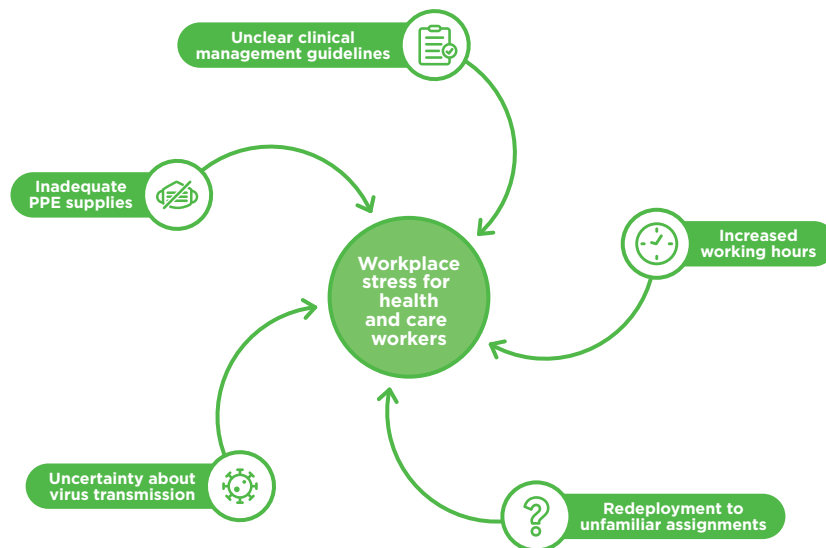 Unclear clinical
management guidelines
Inadequate
PPE supplies
Increased
working hours
Workplace
stress for
health
and care
workers
Uncertainty about
virus transmission
Redeployment to
unfamiliar assignments